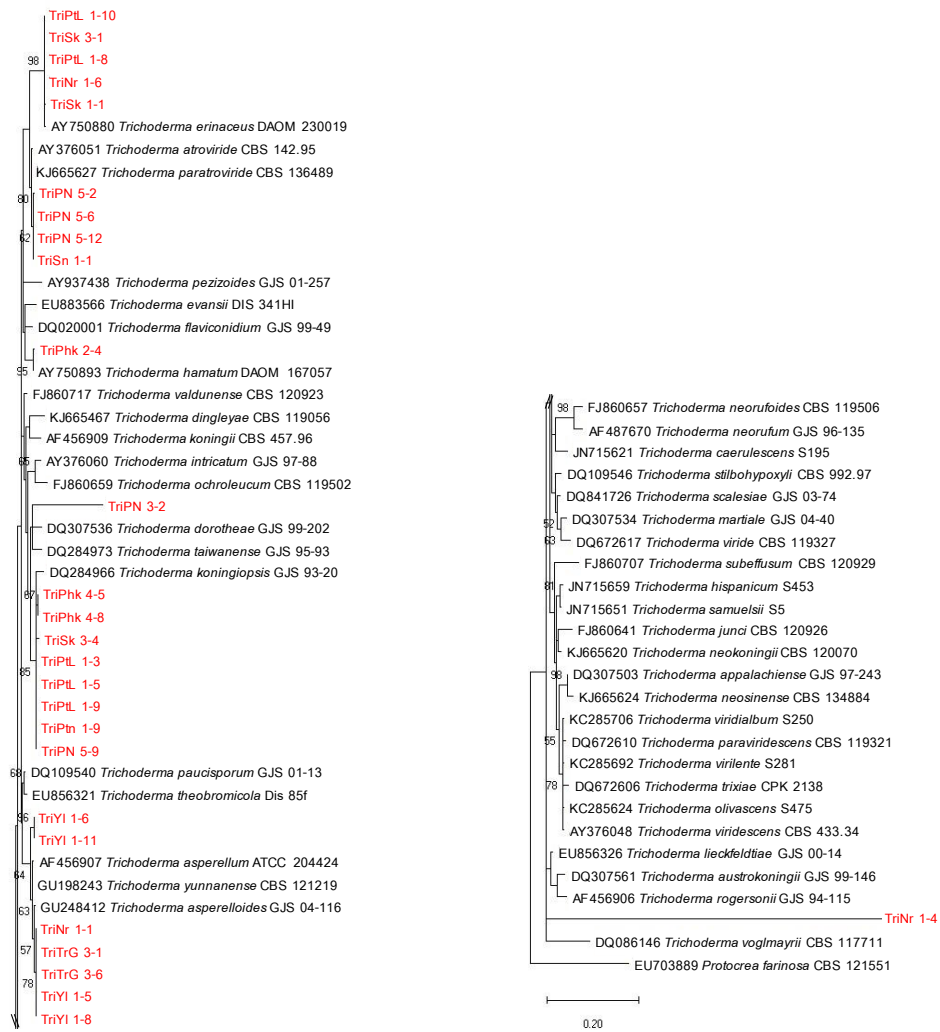 TriPtL 1-10
TriSk 3-1
TriPtL 1-8
98
TriNr 1-6
TriSk 1-1
AY750880 Trichoderma erinaceus DAOM 230019
AY376051 Trichoderma atroviride CBS 142.95
KJ665627 Trichoderma paratroviride CBS 136489
80
TriPN 5-2
TriPN 5-6
62
TriPN 5-12
TriSn 1-1
AY937438 Trichoderma pezizoides GJS 01-257
EU883566 Trichoderma evansii DIS 341HI
DQ020001 Trichoderma flaviconidium GJS 99-49
TriPhk 2-4
95
AY750893 Trichoderma hamatum DAOM 167057
FJ860717 Trichoderma valdunense CBS 120923
KJ665467 Trichoderma dingleyae CBS 119056
AF456909 Trichoderma koningii CBS 457.96
65
AY376060 Trichoderma intricatum GJS 97-88
FJ860659 Trichoderma ochroleucum CBS 119502
TriPN 3-2
DQ307536 Trichoderma dorotheae GJS 99-202
DQ284973 Trichoderma taiwanense GJS 95-93
DQ284966 Trichoderma koningiopsis GJS 93-20
67
TriPhk 4-5
TriPhk 4-8
TriSk 3-4
TriPtL 1-3
85
TriPtL 1-5
TriPtL 1-9
TriPtn 1-9
TriPN 5-9
68
DQ109540 Trichoderma paucisporum GJS 01-13
EU856321 Trichoderma theobromicola Dis 85f
96
TriYl 1-6
TriYl 1-11
AF456907 Trichoderma asperellum ATCC 204424
64
GU198243 Trichoderma yunnanense CBS 121219
63
GU248412 Trichoderma asperelloides GJS 04-116
TriNr 1-1
57
TriTrG 3-1
TriTrG 3-6
78
TriYl 1-5
TriYl 1-8
98
FJ860657 Trichoderma neorufoides CBS 119506
AF487670 Trichoderma neorufum GJS 96-135
JN715621 Trichoderma caerulescens S195
DQ109546 Trichoderma stilbohypoxyli CBS 992.97
DQ841726 Trichoderma scalesiae GJS 03-74
52
DQ307534 Trichoderma martiale GJS 04-40
63
DQ672617 Trichoderma viride CBS 119327
FJ860707 Trichoderma subeffusum CBS 120929
81
JN715659 Trichoderma hispanicum S453
JN715651 Trichoderma samuelsii S5
FJ860641 Trichoderma junci CBS 120926
KJ665620 Trichoderma neokoningii CBS 120070
98
DQ307503 Trichoderma appalachiense GJS 97-243
KJ665624 Trichoderma neosinense CBS 134884
KC285706 Trichoderma viridialbum S250
55
DQ672610 Trichoderma paraviridescens CBS 119321
KC285692 Trichoderma virilente S281
78
DQ672606 Trichoderma trixiae CPK 2138
KC285624 Trichoderma olivascens S475
AY376048 Trichoderma viridescens CBS 433.34
EU856326 Trichoderma lieckfeldtiae GJS 00-14
DQ307561 Trichoderma austrokoningii GJS 99-146
AF456906 Trichoderma rogersonii GJS 94-115
TriNr 1-4
DQ086146 Trichoderma voglmayrii CBS 117711
EU703889 Protocrea farinosa CBS 121551
0.20